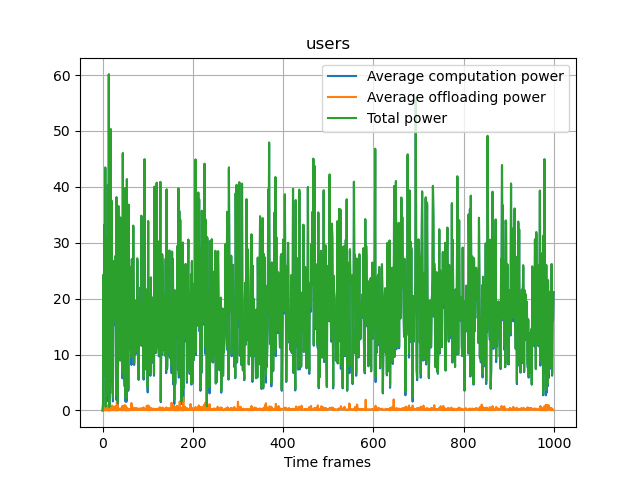 users
Average computation power
Average offloading power
Total power
60
50
40
30
20
10
0
0 200 400 600 800 1000
Time frames